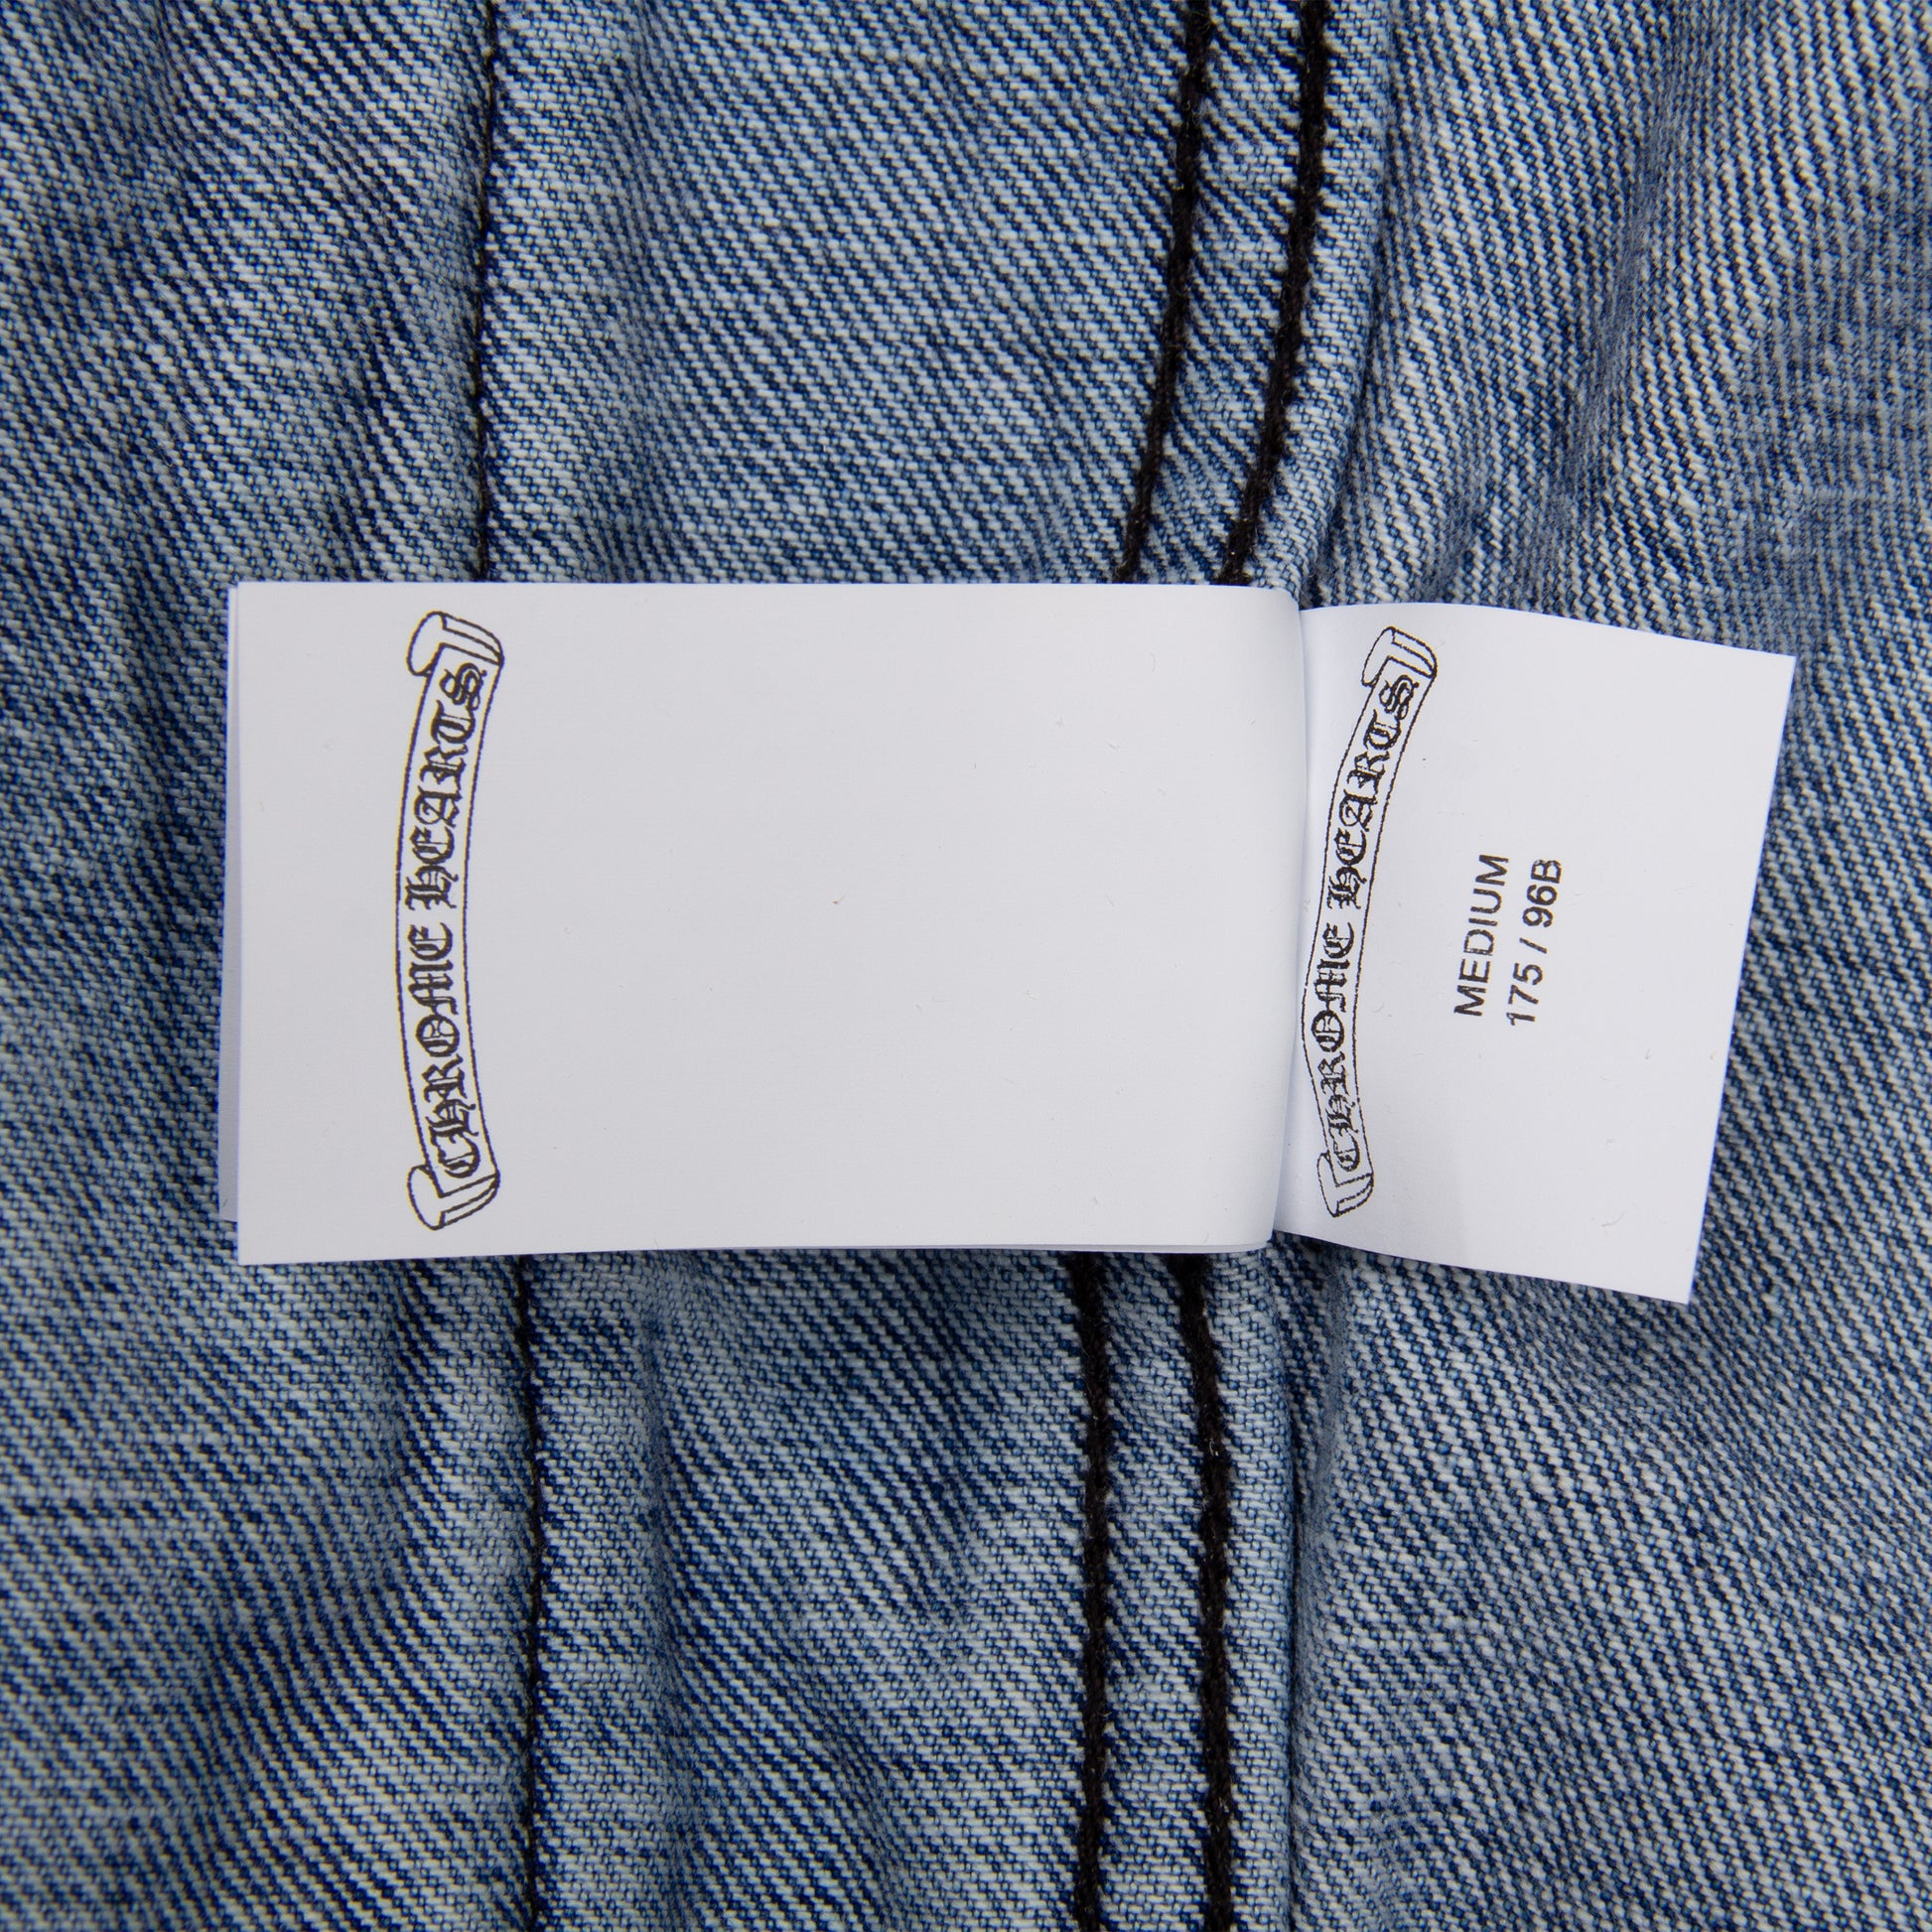 CHROME HEARTS
CHROME HEARTS
MEDIUM
175 / 96B